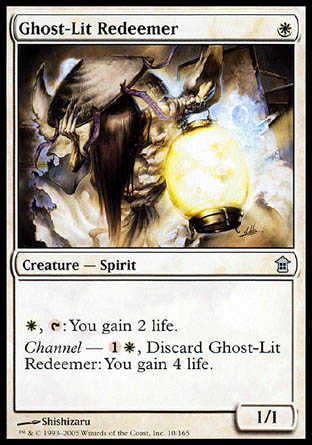 Ghost-Lit Redeemer
Creature — Spirit
, : You gain 2 life.
Channel — 1 , Discard Ghost-Lit
Redeemer: You gain 4 life.
Shishizaru
™ & © 1993–2005 Wizards of the Coast, Inc. 10/165
1/1